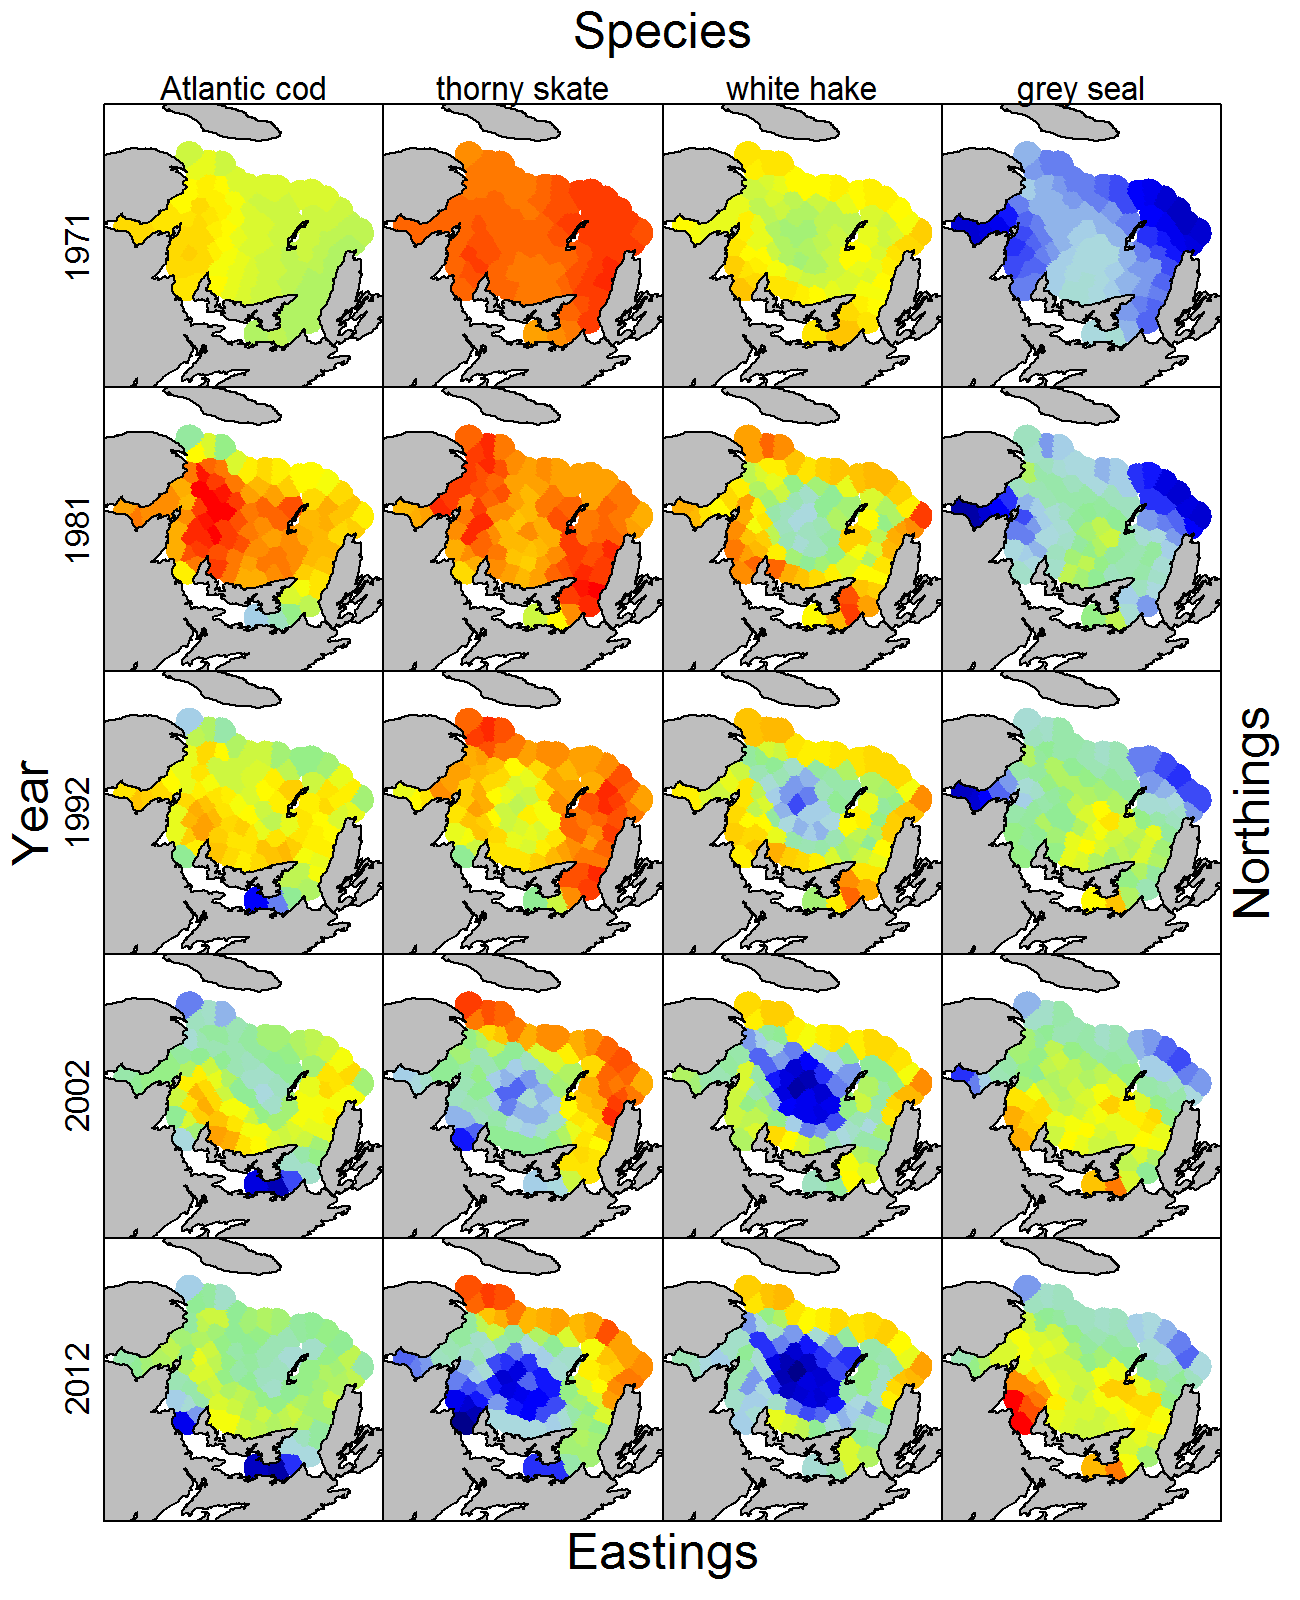 Species
Atlantic cod thorny skate white hake grey seal
Year
1971
1981
1992
2002
2012
Northings
Eastings